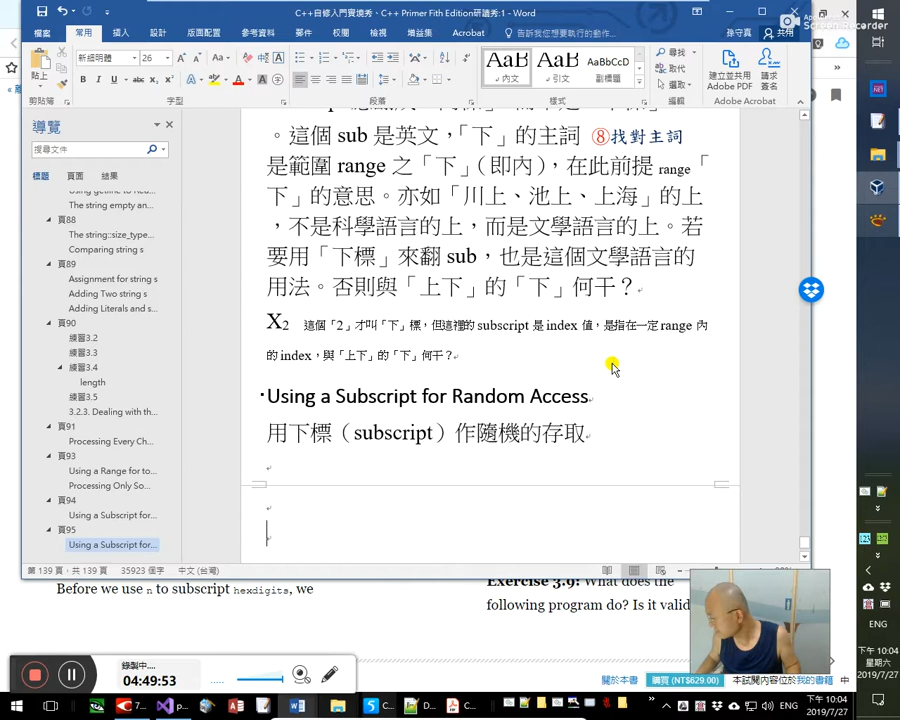 C++自修入門實境秀、C++ Primer Fith Edition研讀秀:1 - Word
Screen Recorder
檔案
常用
插入
設計
版面配置
參考資料
郵件
校閱
檢視
增益集
Acrobat
告訴我您想要執行的動作...
孫守真
共用
貼上
新細明體
26
AaBb
AaBb
AaBbCcD
內文
引文
副標題
尋找
取代
選取
建立並共用
Adobe PDF
請求
簽名
剪貼簿
字型
段落
樣式
編輯
Adobe Acrobat
導覽
搜尋文件
標題
頁面
結果
The string empty an...
頁88
The string::size_type...
Comparing string s
頁89
Assignment for string s
Adding Two string s
Adding Literals and s...
頁90
練習3.2
練習3.3
練習3.4
length
練習3.5
3.2.3. Dealing with th...
頁91
Processing Every Ch...
頁93
Using a Range for to...
Processing Only So...
頁94
Using a Subscript for...
頁95
Using a Subscript for...
。這個 sub 是英文，「下」的主詞 ⑧找對主詞
是範圍 range 之「下」（即內），在此前提 range「
下」的意思。亦如「川上、池上、上海」的上
，不是科學語言的上，而是文學語言的上。若
要用「下標」來翻 sub，也是這個文學語言的
用法。否則與「上下」的「下」何干？
X2 這個「2」才叫「下」標，但這裡的 subscript 是 index 值，是指在一定 range 內
的 index，與「上下」的「下」何干？
Using a Subscript for Random Access
用下標（subscript）作隨機的存取
第 139 頁，共 139 頁
35923 個字
中文 (台灣)
Before we use n to subscript hexdigits, we
Exercise 3.9: What does the
following program do? Is it valid
錄製中...
04:49:53
關於本書
購買 (NT$629.00)
本試閱內容位於我的書籍
中
ENG
下午 10:04
星期六
2019/7/27
ENG
下午 10:04
2019/7/27